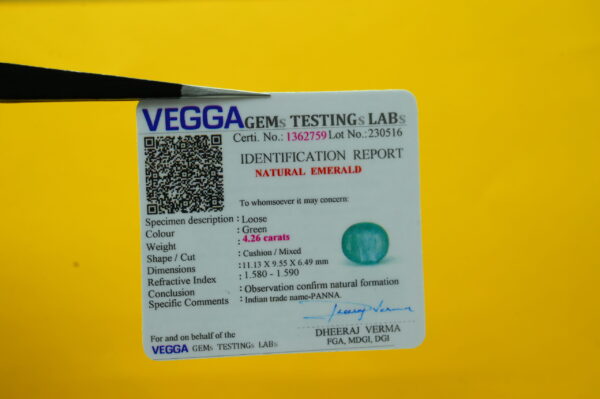 VEGGA GEMs TESTINGs LABs
Certi. No.: 1362759 Lot No.: 230516
IDENTIFICATION REPORT
NATURAL EMERALD
To whomsoever it may concern:
Specimen description : Loose
Colour : Green
Weight : 4.26 carats
Shape / Cut : Cushion / Mixed
Dimensions : 11.13 X 9.55 X 6.49 mm
Refractive Index : 1.580 - 1.590
Conclusion : Observation confirm natural formation
Specific Comments : Indian trade name-PANNA.
Dheeraj Verma
DHEERAJ VERMA
FGA, MDGI, DGI
For and on behalf of the
VEGGA GEMs TESTINGs LABs